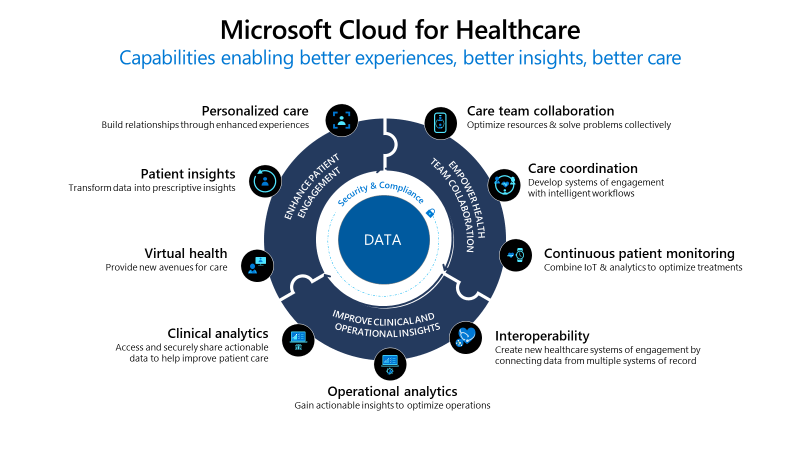 Microsoft Cloud for Healthcare
Capabilities enabling better experiences, better insights, better care
Personalized care
Build relationships through enhanced experiences
Care team collaboration
Optimize resources & solve problems collectively
Patient insights
Transform data into prescriptive insights
Care coordination
Develop systems of engagement
with intelligent workflows
Virtual health
Provide new avenues for care
Continuous patient monitoring
Combine IoT & analytics to optimize treatments
Clinical analytics
Access and securely share actionable
data to help improve patient care
Interoperability
Create new healthcare systems of engagement by
connecting data from multiple systems of record
Operational analytics
Gain actionable insights to optimize operations
ENHANCE PATIENT
ENGAGEMENT
EMPOWER HEALTH
TEAM COLLABORATION
IMPROVE CLINICAL AND
OPERATIONAL INSIGHTS
Security & Compliance
DATA